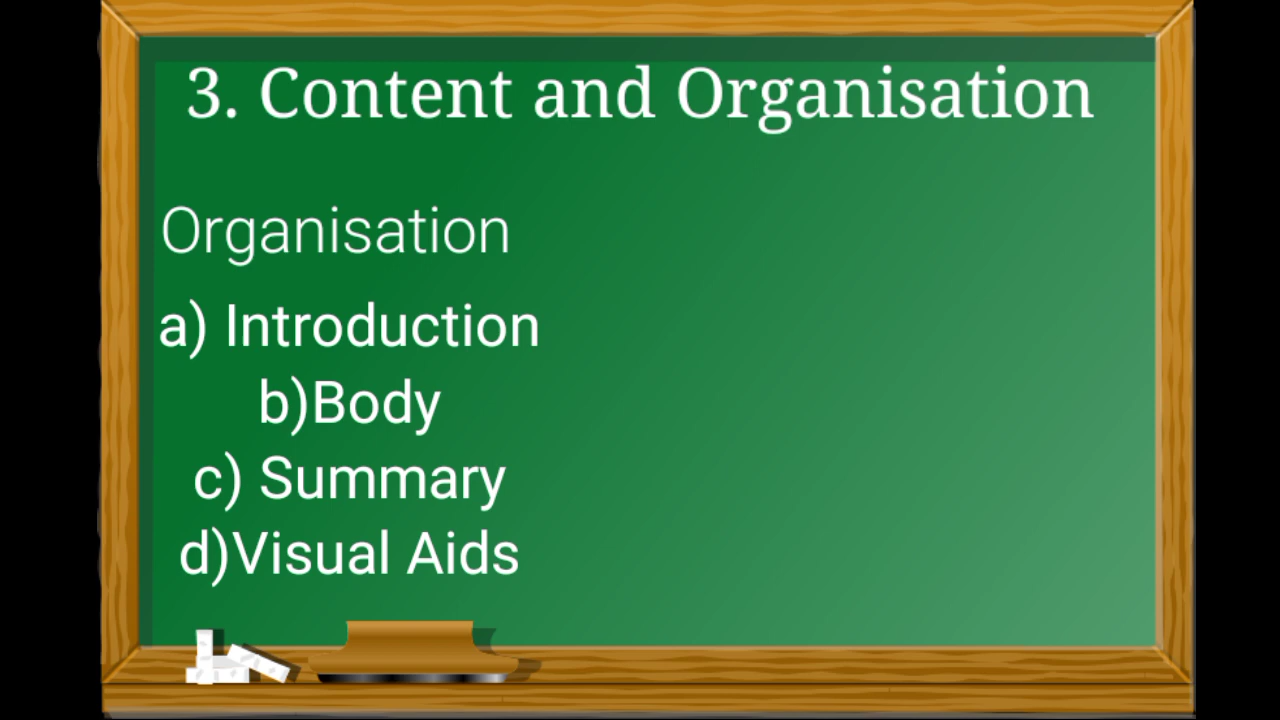 3. Content and Organisation
Organisation
a) Introduction
b)Body
c) Summary
d)Visual Aids